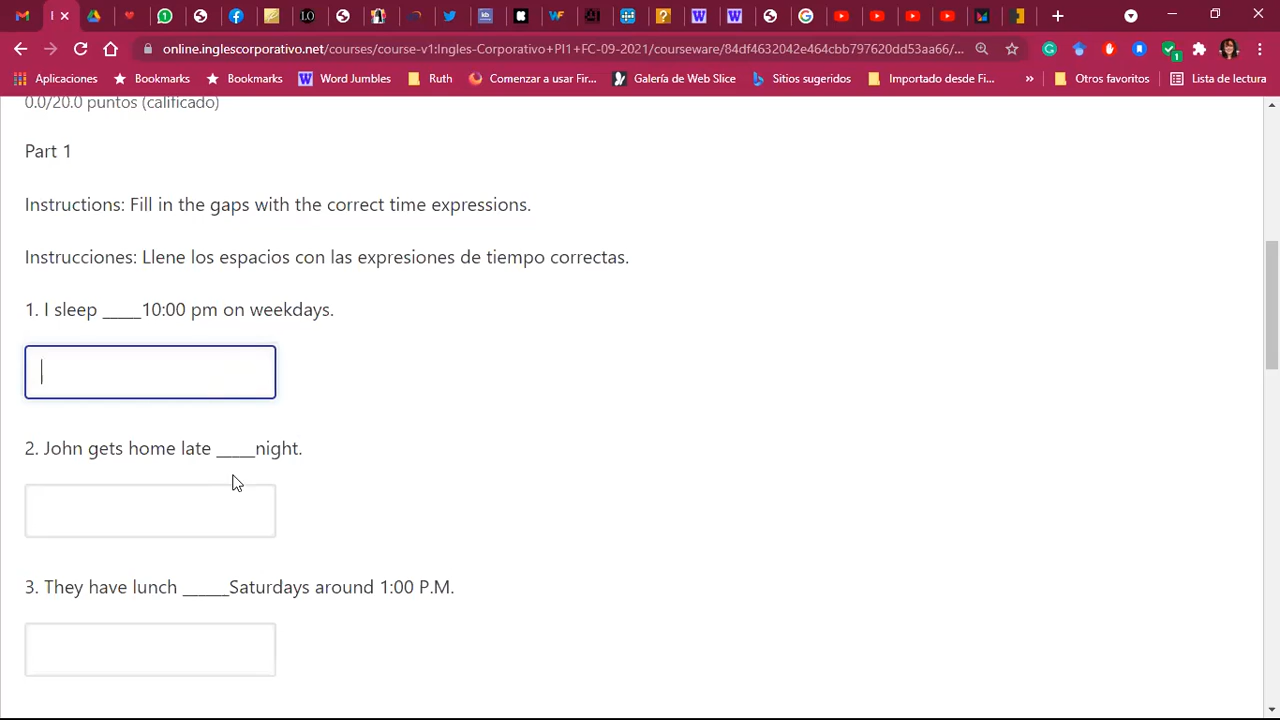 online.inglescorporativo.net/courses/course-v1:Ingles-Corporativo+PI1+FC-09-2021/courseware/84df4632042e464cbb797620dd53aa66/...
Aplicaciones Bookmarks Bookmarks Word Jumbles Ruth Comenzar a usar Fir... Galería de Web Slice Sitios sugeridos Importado desde Fi... » Otros favoritos Lista de lectura
0.0/20.0 puntos (calificado)
Part 1
Instructions: Fill in the gaps with the correct time expressions.
Instrucciones: Llene los espacios con las expresiones de tiempo correctas.
1. I sleep _____10:00 pm on weekdays.
2. John gets home late _____night.
3. They have lunch ______Saturdays around 1:00 P.M.